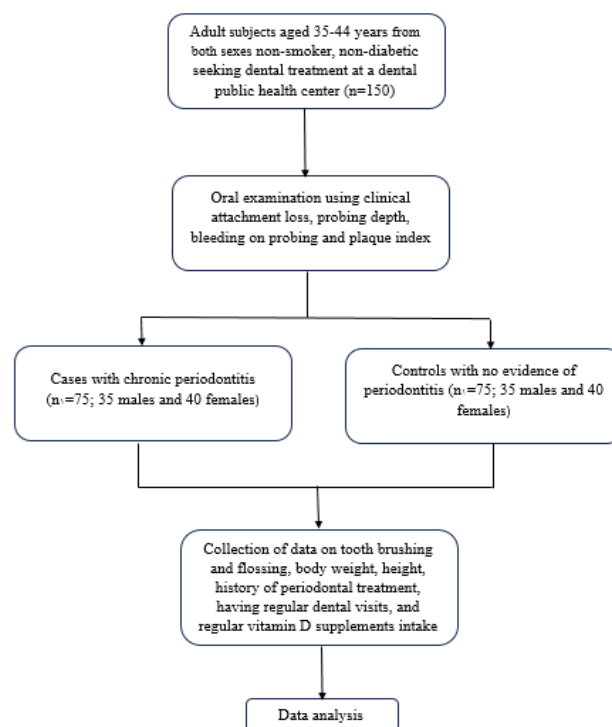 Adult subjects aged 35-44 years from
both sexes non-smoker, non-diabetic
seeking dental treatment at a dental
public health center (n=150)
Oral examination using clinical
attachment loss, probing depth,
bleeding on probing and plaque index
Cases with chronic periodontitis
(n₁=75; 35 males and 40 females)
Controls with no evidence of
periodontitis (n₁=75; 35 males and 40
females)
Collection of data on tooth brushing
and flossing, body weight, height,
history of periodontal treatment,
having regular dental visits, and
regular vitamin D supplements intake
Data analysis